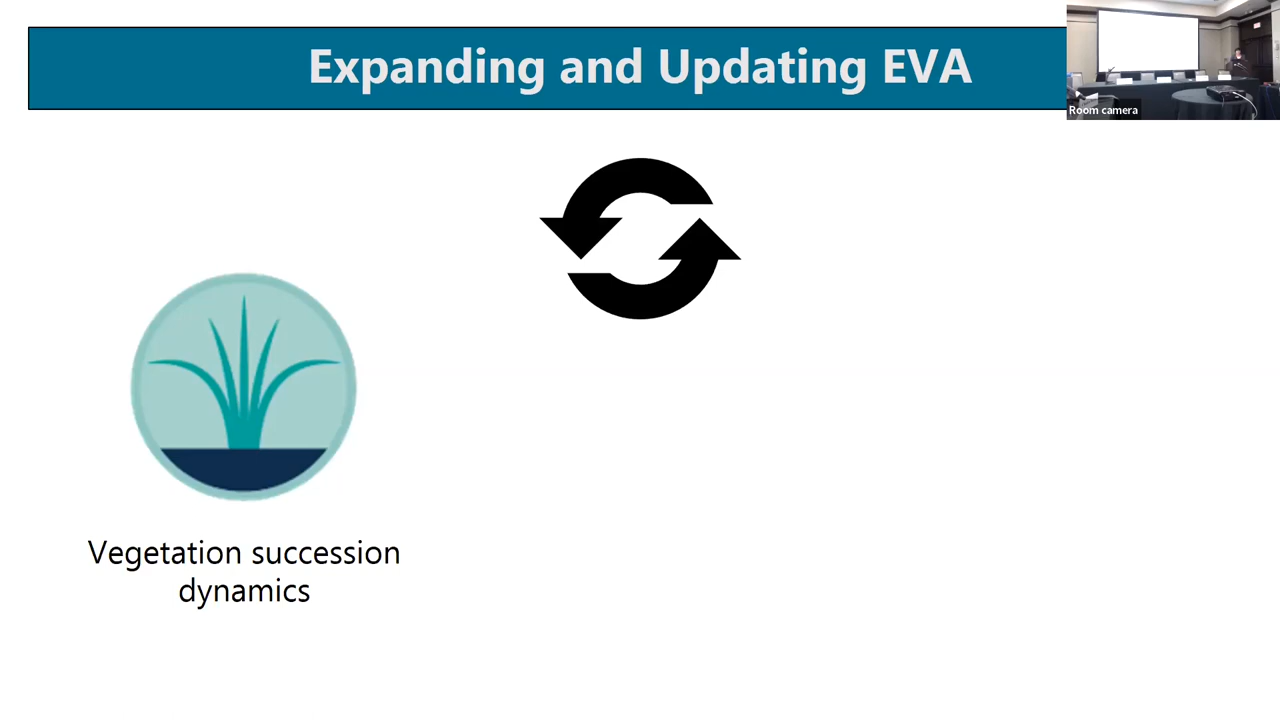 Expanding and Updating EVA
Room camera
Vegetation succession
dynamics